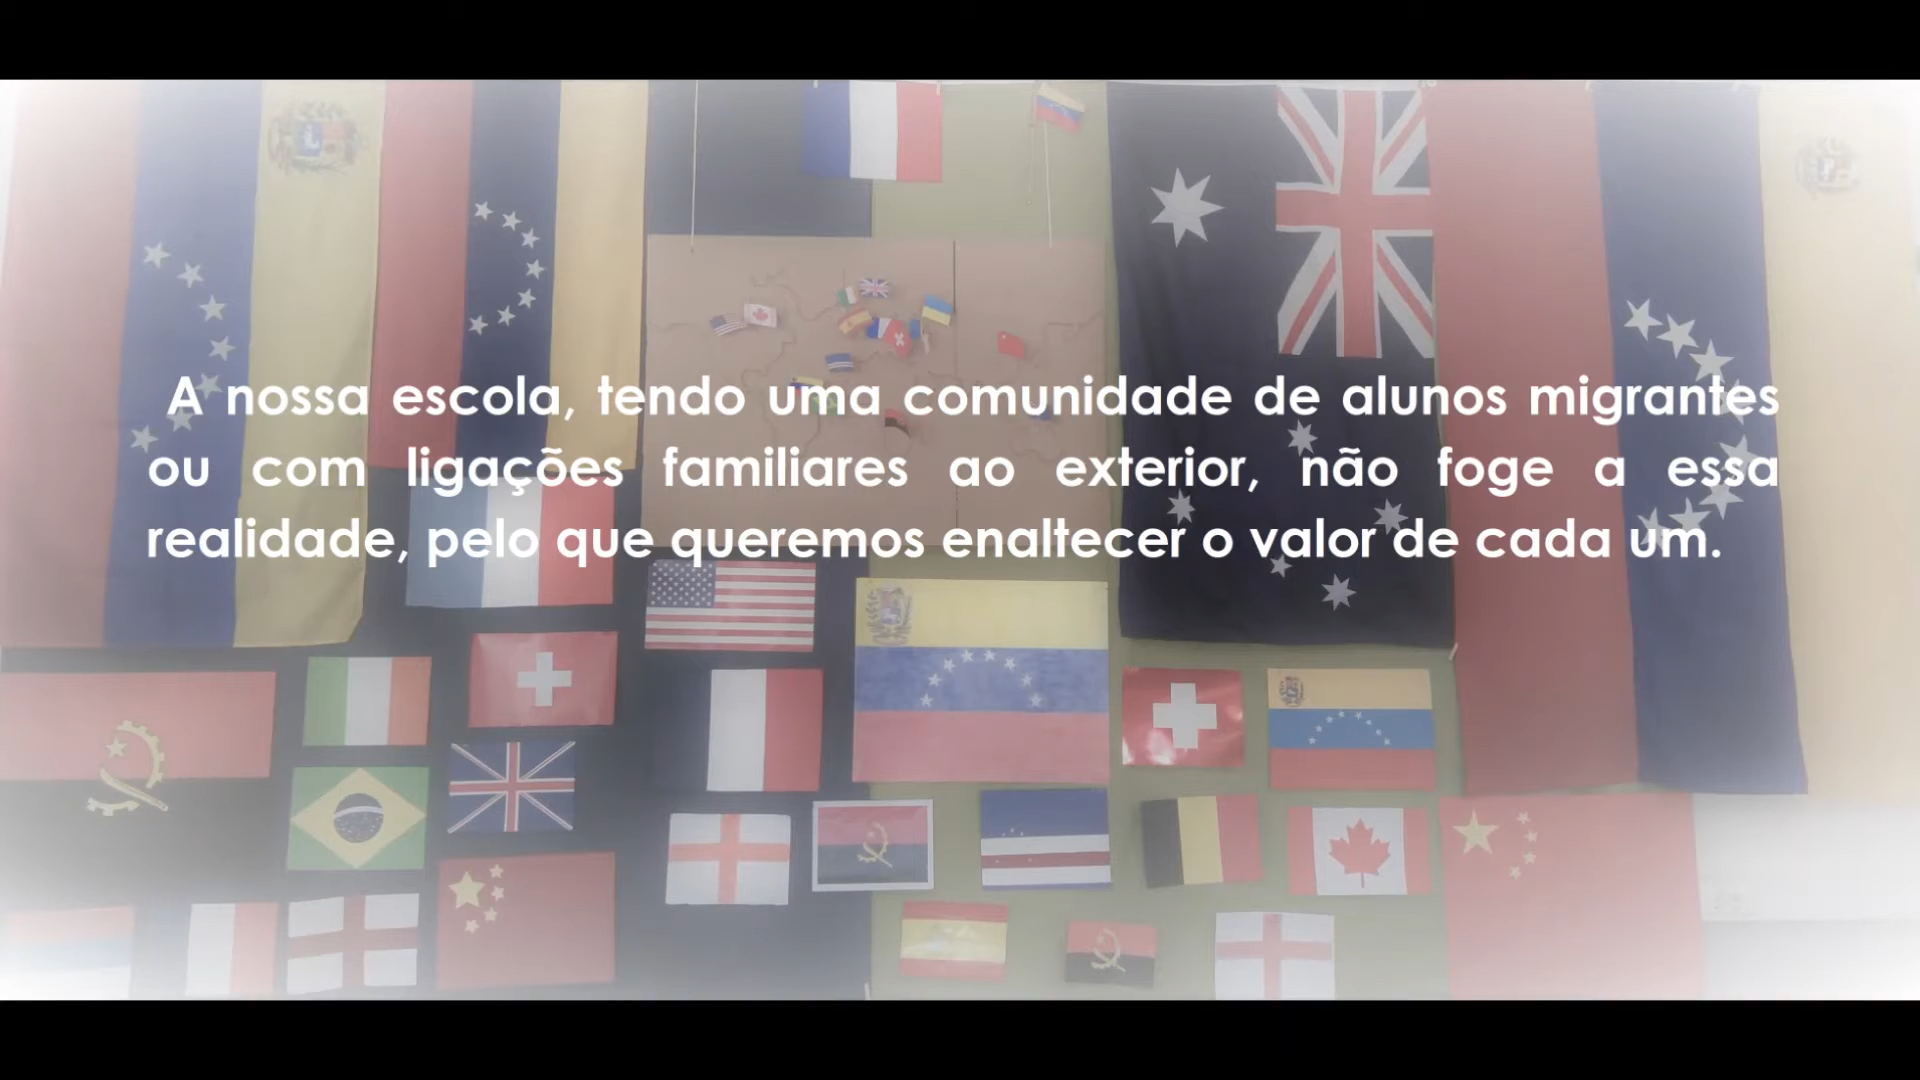 A nossa escola, tendo uma comunidade de alunos migrantes
ou com ligações familiares ao exterior, não foge a essa
realidade, pelo que queremos enaltecer o valor de cada um.